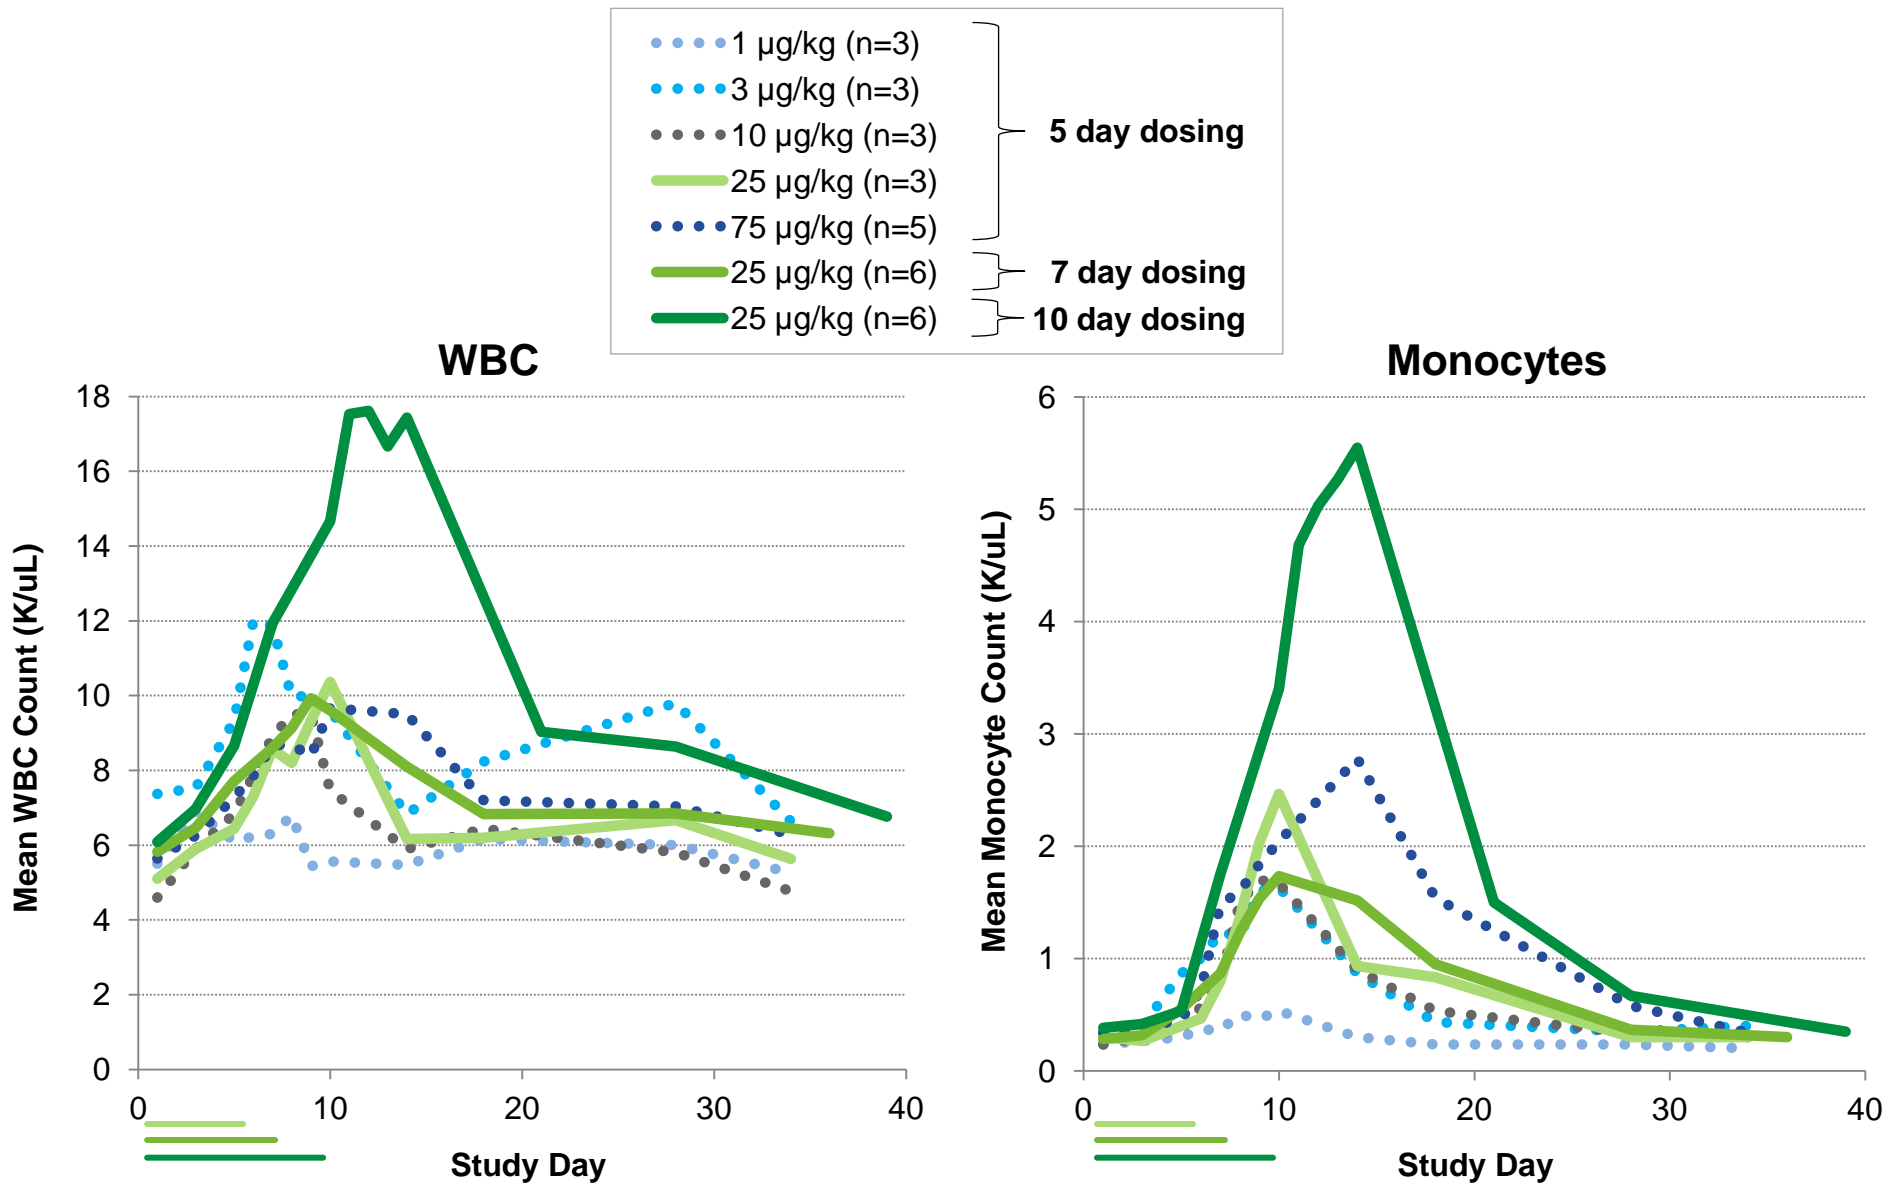 1 µg/kg (n=3)
3 µg/kg (n=3)
10 µg/kg (n=3)
25 µg/kg (n=3)
75 µg/kg (n=5)
5 day dosing
25 µg/kg (n=6)
7 day dosing
25 µg/kg (n=6)
10 day dosing
WBC
Mean WBC Count (K/uL)
18
16
14
12
10
8
6
4
2
0
0 10 20 30 40
Study Day
Monocytes
Mean Monocyte Count (K/uL)
6
5
4
3
2
1
0
0 10 20 30 40
Study Day